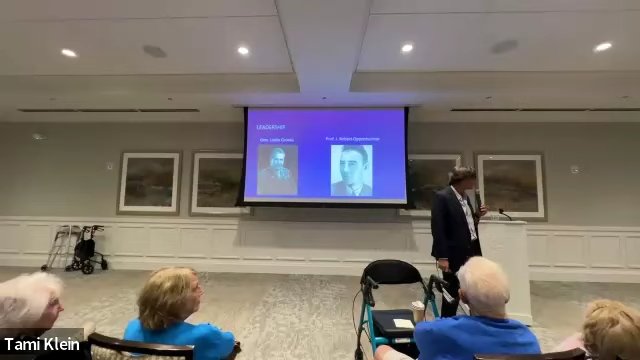 LEADERSHIP
Gen. Leslie Groves
Prof. J. Robert Oppenheimer
Tami Klein